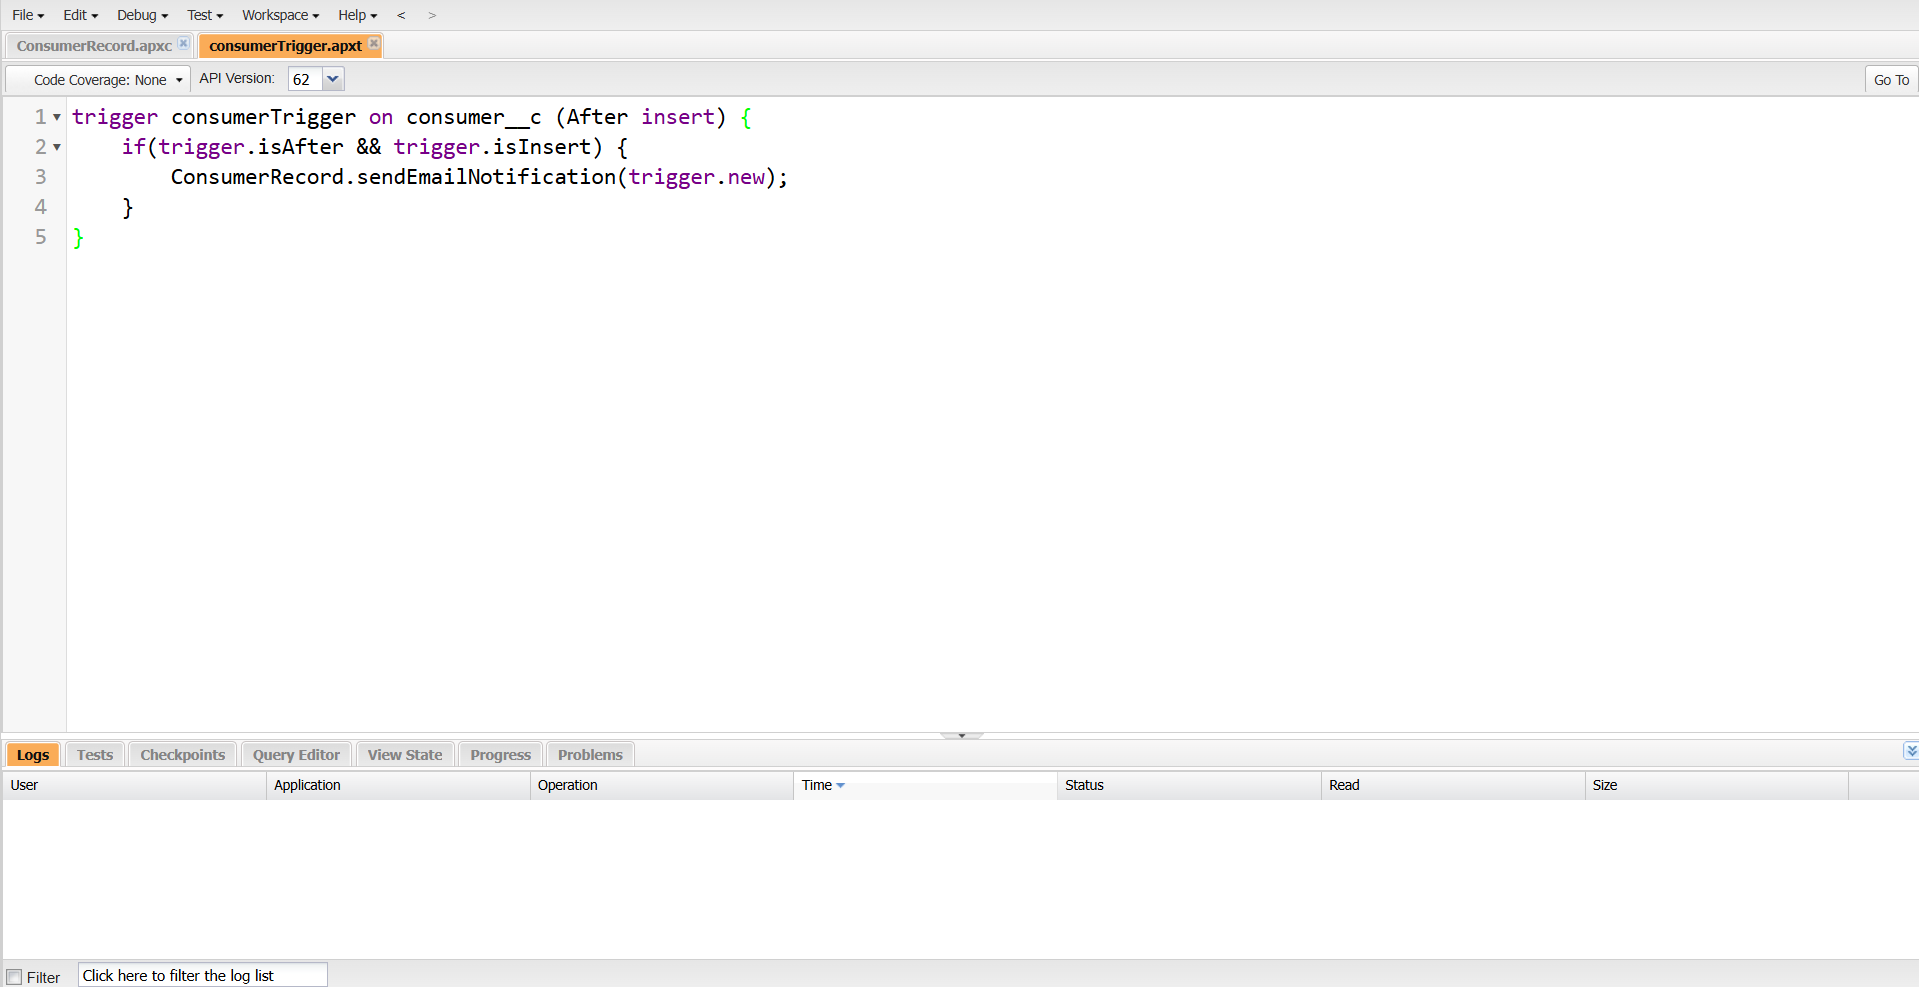 File Edit Debug Test Workspace Help < >
ConsumerRecord.apxc consumerTrigger.apxt
Code Coverage: None API Version: 62 Go To
1 trigger consumerTrigger on consumer__c (After insert) {
2 if(trigger.isAfter && trigger.isInsert) {
3 ConsumerRecord.sendEmailNotification(trigger.new);
4 }
5 }
Logs Tests Checkpoints Query Editor View State Progress Problems
User Application Operation Time Status Read Size
Filter Click here to filter the log list